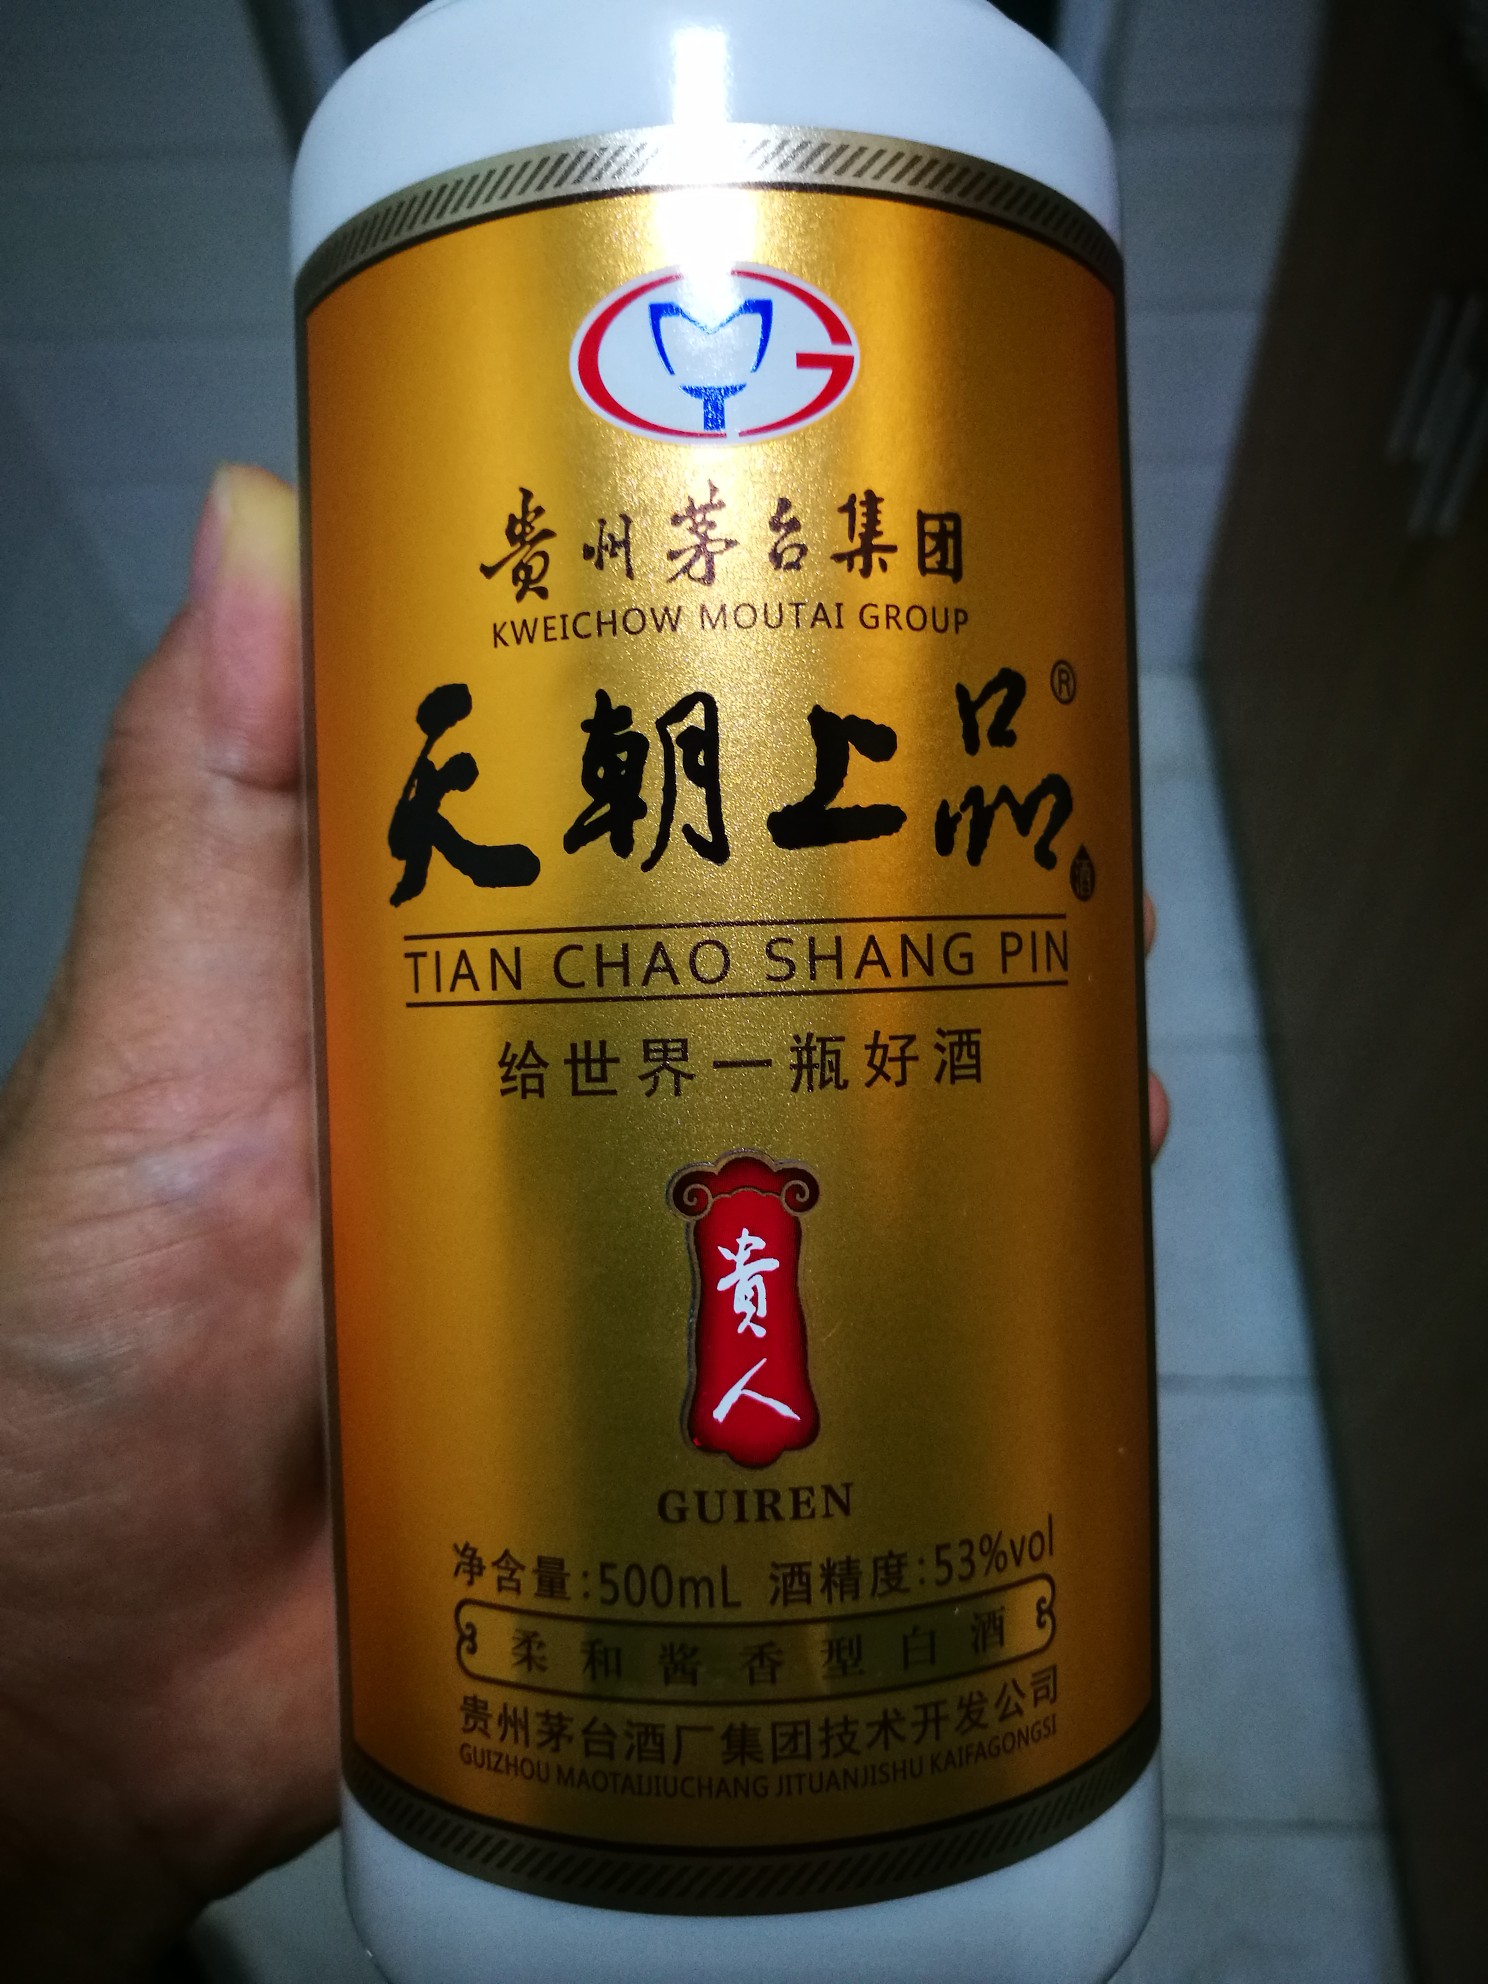 贵州茅台集团
KWEICHOW MOUTAI GROUP
天朝上品®
酒
TIAN CHAO SHANG PIN
给世界一瓶好酒
貴人
GUIREN
净含量:500mL 酒精度:53%vol
柔和酱香型白酒
贵州茅台酒厂集团技术开发公司
GUIZHOU MAOTAIJIUCHANG JITUANJISHU KAIFAGONGSI